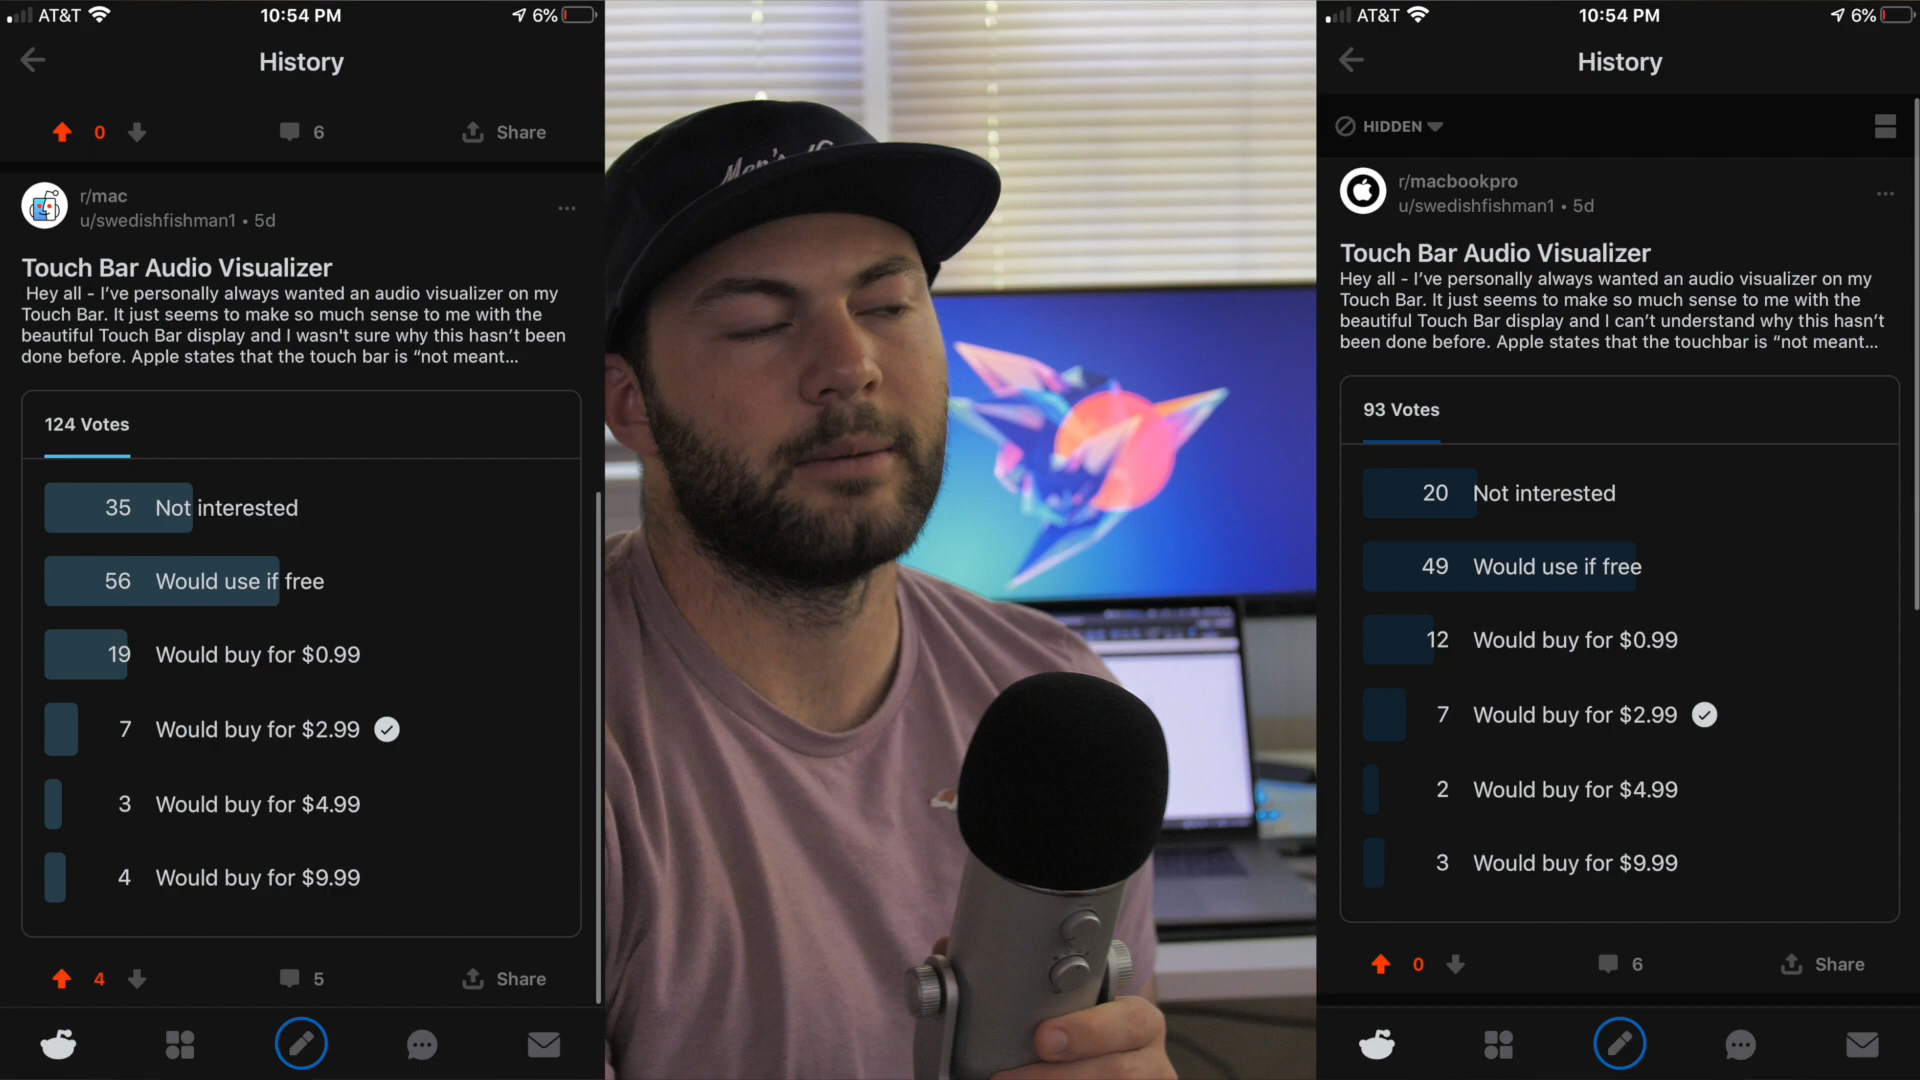 AT&T 10:54 PM 6%
History
0 6 Share
r/mac
u/swedishfishman1 • 5d
Touch Bar Audio Visualizer
Hey all - I’ve personally always wanted an audio visualizer on my
Touch Bar. It just seems to make so much sense to me with the
beautiful Touch Bar display and I wasn't sure why this hasn’t been
done before. Apple states that the touch bar is “not meant...
124 Votes
35 Not interested
56 Would use if free
19 Would buy for $0.99
7 Would buy for $2.99
3 Would buy for $4.99
4 Would buy for $9.99
4 5 Share
Men's
AT&T 10:54 PM 6%
History
HIDDEN
r/macbookpro
u/swedishfishman1 • 5d
Touch Bar Audio Visualizer
Hey all - I’ve personally always wanted an audio visualizer on my
Touch Bar. It just seems to make so much sense to me with the
beautiful Touch Bar display and I can’t understand why this hasn’t
been done before. Apple states that the touchbar is “not meant...
93 Votes
20 Not interested
49 Would use if free
12 Would buy for $0.99
7 Would buy for $2.99
2 Would buy for $4.99
3 Would buy for $9.99
0 6 Share